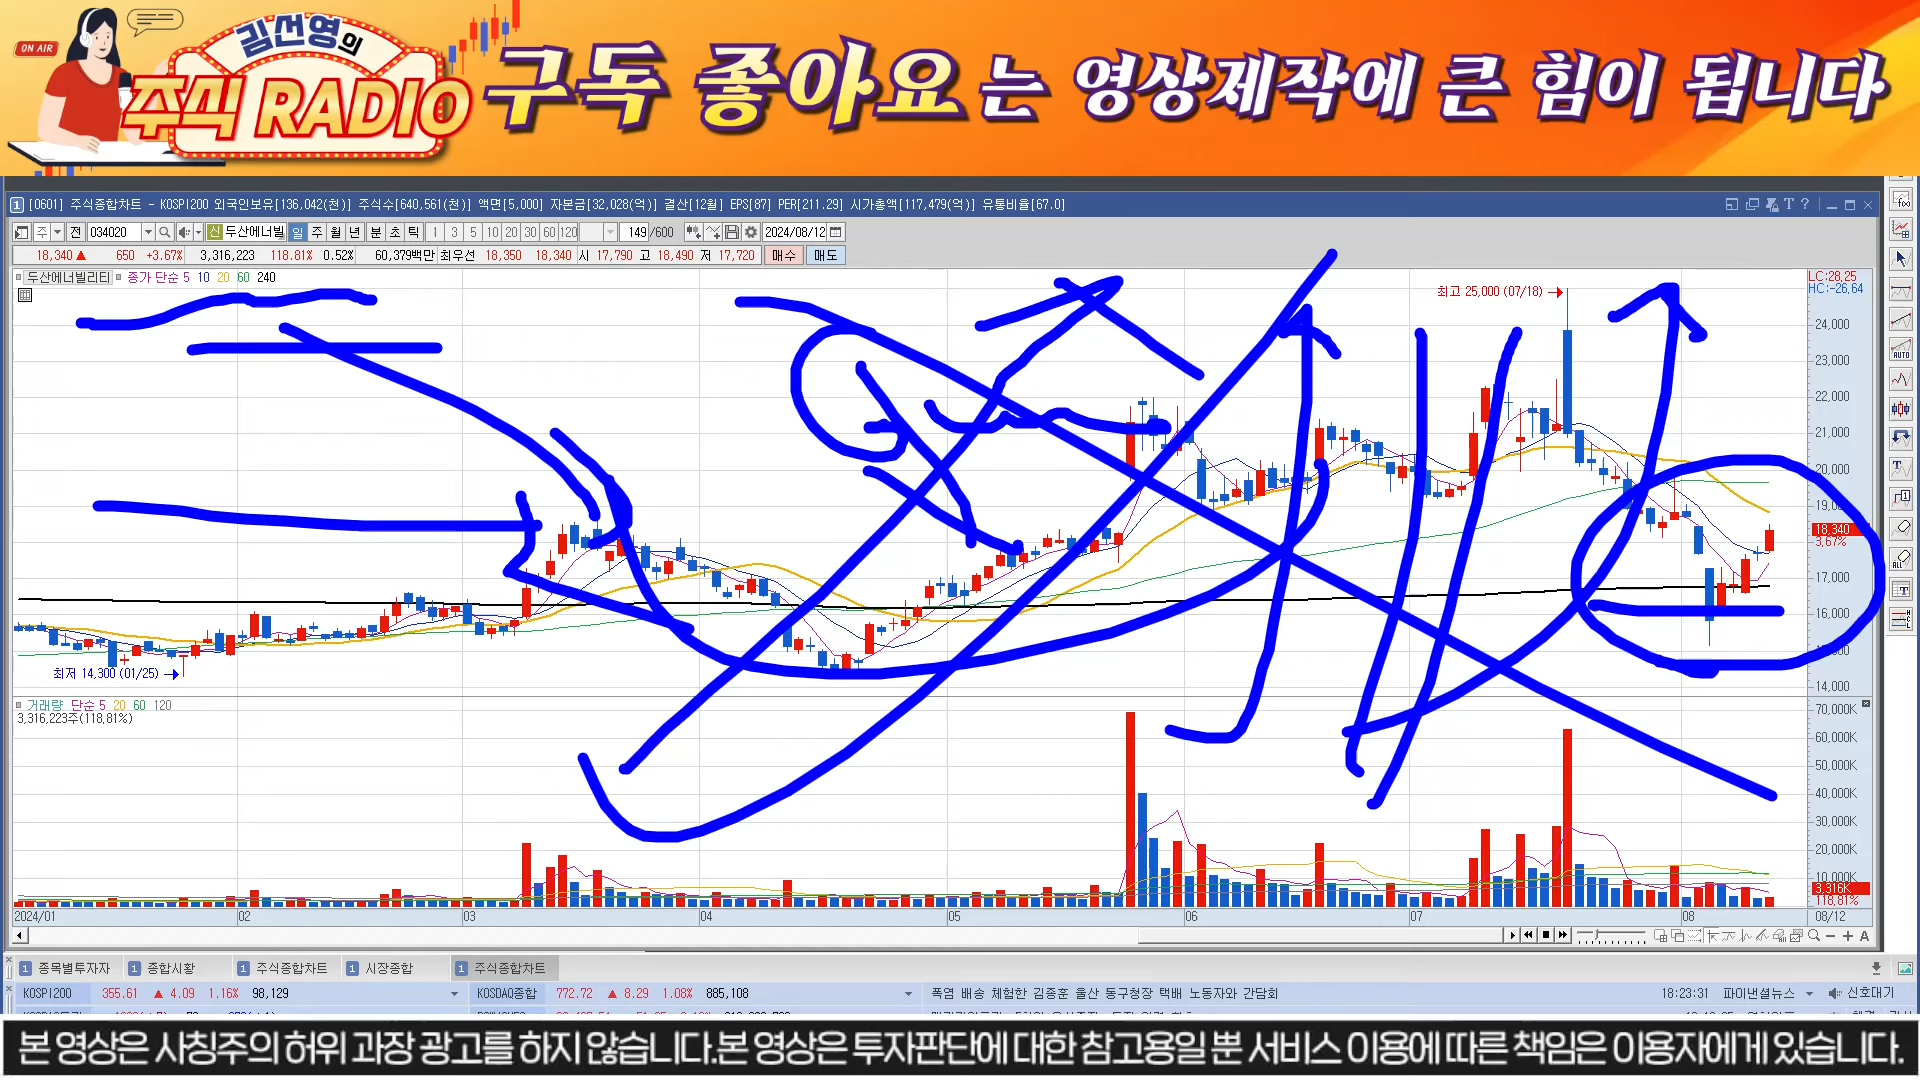 ON AIR
김선영의
주식 RADIO
구독 좋아요는 영상제작에 큰 힘이 됩니다
1 [0601] 주식종합차트 - KOSPI200 외국인보유[136,042(천)] 주식수[640,561(천)] 액면[5,000] 자본금[32,028(억)] 결산[12월] EPS[87] PER[211.29] 시가총액[117,479(억)] 유통비율[67.0]
주 전 034020 신 두산에너빌 일 주 월 년 분 초 틱 1 3 5 10 20 30 60 120 149 /600 2024/08/12
18,340 ▲ 650 +3.67% 3,316,223 118.81% 0.52% 60,379백만 최우선 18,350 18,340 시 17,790 고 18,490 저 17,720 매수 매도
두산에너빌리티 종가 단순 5 10 20 60 240
LC:28.25
HC:-26.64
최고 25,000 (07/18) →
24,000
23,000
22,000
21,000
20,000
18,340
3.67%
17,000
16,000
최저 14,300 (01/25) →
14,000
거래량 단순 5 20 60 120
3,316,223주(118.81%)
70,000K
60,000K
50,000K
40,000K
30,000K
20,000K
10,000K
3,316K
118.81%
2024/01 02 03 04 05 06 07 08 08/12
1 종목별투자자 1 종합시황 1 주식종합차트 1 시장종합 1 주식종합차트
KOSPI200 355.61 ▲ 4.09 1.16% 98,129 KOSDAQ종합 772.72 ▲ 8.29 1.08% 885,108 폭염 배송 체험한 김종훈 울산 동구청장 택배 노동자와 간담회 18:23:31 파이낸셜뉴스 신호대기
본 영상은 사칭주의 허위 과장 광고를 하지 않습니다.본 영상은 투자판단에 대한 참고용일 뿐 서비스 이용에 따른 책임은 이용자에게 있습니다.